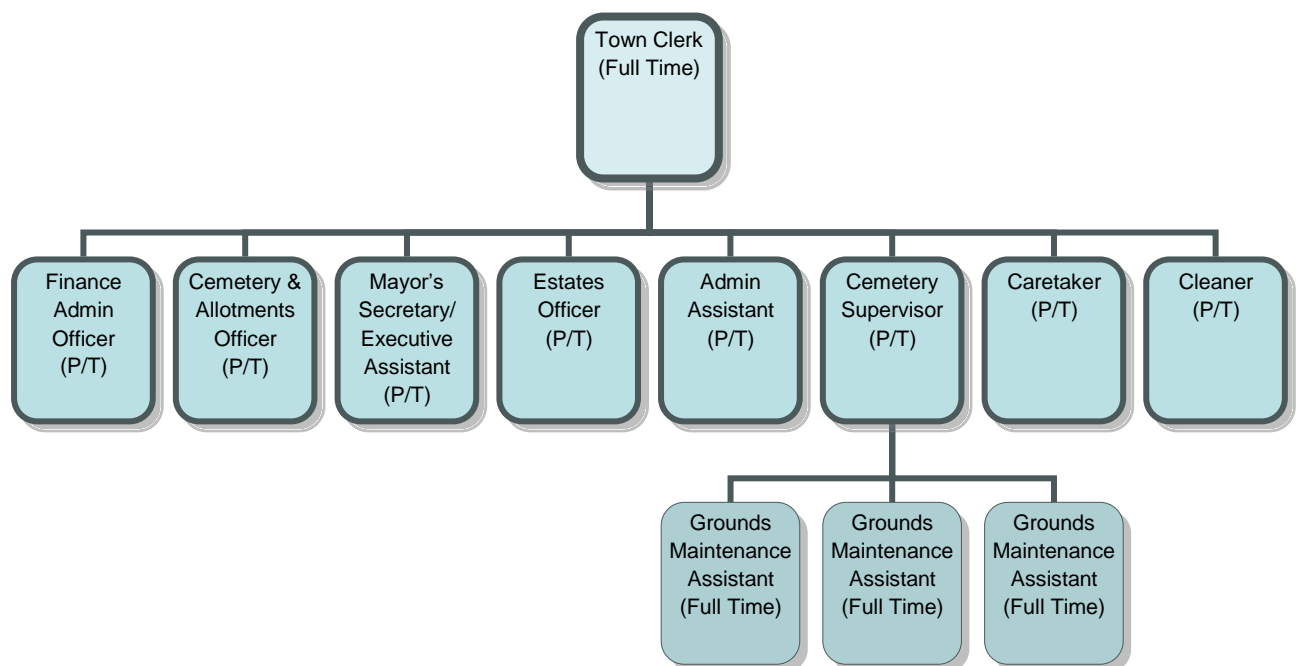 Town Clerk
(Full Time)
Finance
Admin
Officer
(P/T)
Cemetery &
Allotments
Officer
(P/T)
Mayor’s
Secretary/
Executive
Assistant
(P/T)
Estates
Officer
(P/T)
Admin
Assistant
(P/T)
Cemetery
Supervisor
(P/T)
Caretaker
(P/T)
Cleaner
(P/T)
Grounds
Maintenance
Assistant
(Full Time)
Grounds
Maintenance
Assistant
(Full Time)
Grounds
Maintenance
Assistant
(Full Time)